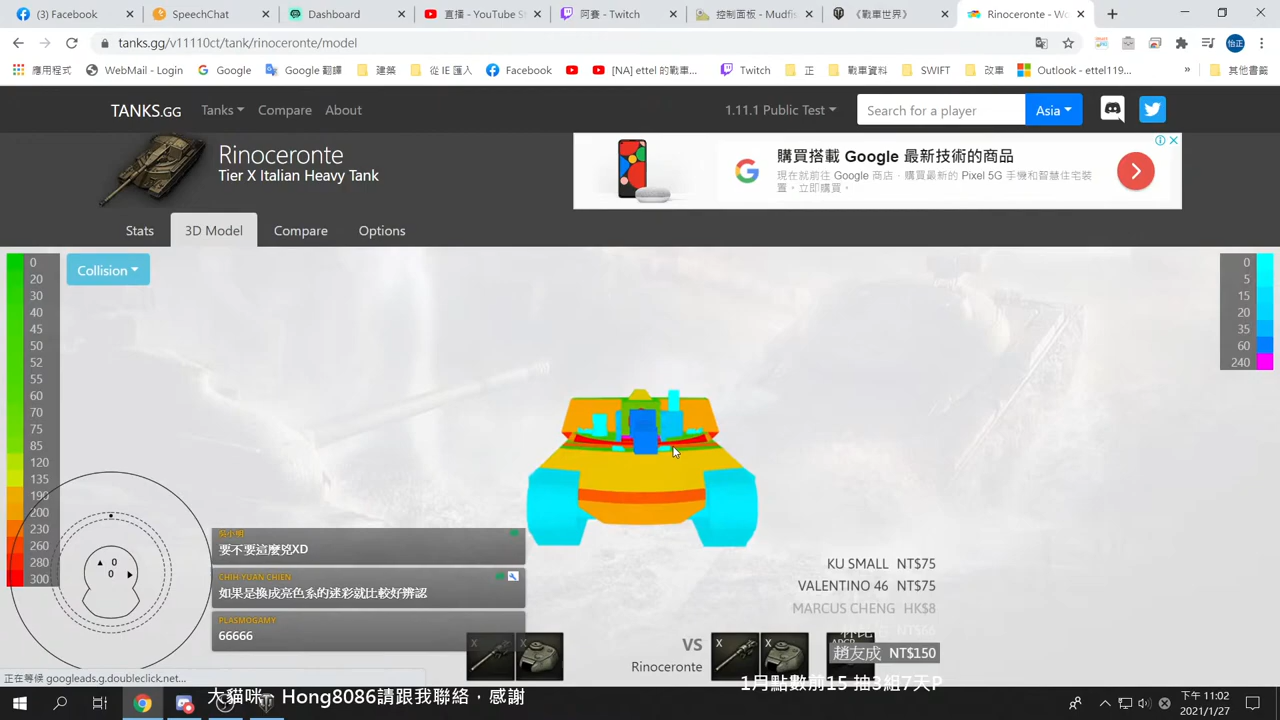 (3) Facebook
SpeechChat
Dashboard
直播 - YouTube S
阿賽 - Twitch
控制面板 - Mudfi
《戰車世界》
Rinoceronte - Wo
tanks.gg/v11110ct/tank/rinoceronte/model
怡正
應用程式
WebMail - Login
Google
Google 翻譯
建築
從 IE 匯入
Facebook
[NA] ettel 的戰車...
Twitch
正
戰車資料
SWIFT
改車
Outlook - ettel119...
»
其他書籤
TANKS.GG
Tanks
Compare
About
1.11.1 Public Test
Search for a player
Asia
Rinoceronte
Tier X Italian Heavy Tank
購買搭載 Google 最新技術的商品
現在就前往 Google 商店，購買最新的 Pixel 5G 手機和智慧住宅裝
置。立即購買。
Stats
3D Model
Compare
Options
Collision
0
20
30
40
45
50
52
55
60
70
75
85
120
135
190
200
230
260
280
300
0
5
15
20
35
60
240
0
0
要不要這麼兇XD
CHIH YUAN CHIEN
如果是換成亮色系的迷彩就比較好辨認
PLASMOGAMY
66666
KU SMALL NT$75
VALENTINO 46 NT$75
MARCUS CHENG HK$8
NT$66
趙友成 NT$150
X
X
VS
Rinoceronte
X
X
正在等候 googleads.g.doubleclick.net...
大貓咪、Hong8086請跟我聯絡，感謝
1月點數前15 抽3組7天P
下午 11:02
2021/1/27